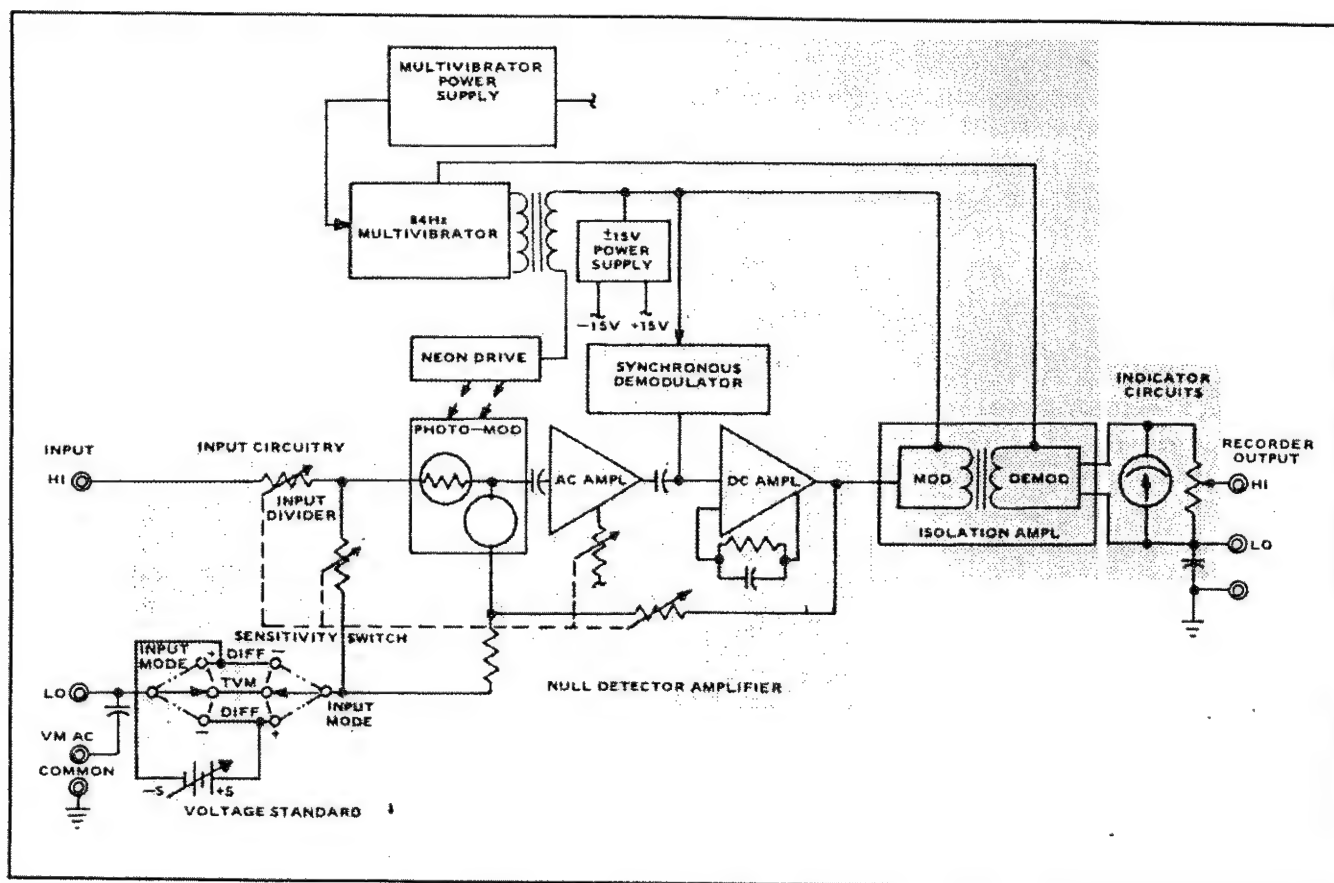 MULTIVIBRATOR
POWER
SUPPLY
84Hz
MULTIVIBRATOR
±15V
POWER
SUPPLY
-15V +15V
NEON DRIVE
SYNCHRONOUS
DEMODULATOR
INDICATOR
CIRCUITS
PHOTO-MOD
INPUT
INPUT CIRCUITRY
RECORDER
OUTPUT
HI
INPUT
DIVIDER
AC AMPL
DC AMPL
MOD
DEMOD
HI
ISOLATION AMPL
LO
SENSITIVITY SWITCH
INPUT
MODE
+ DIFF -
LO
TVM
NULL DETECTOR AMPLIFIER
DIFF
- +
INPUT
MODE
VM AC
COMMON
-S +S
VOLTAGE STANDARD